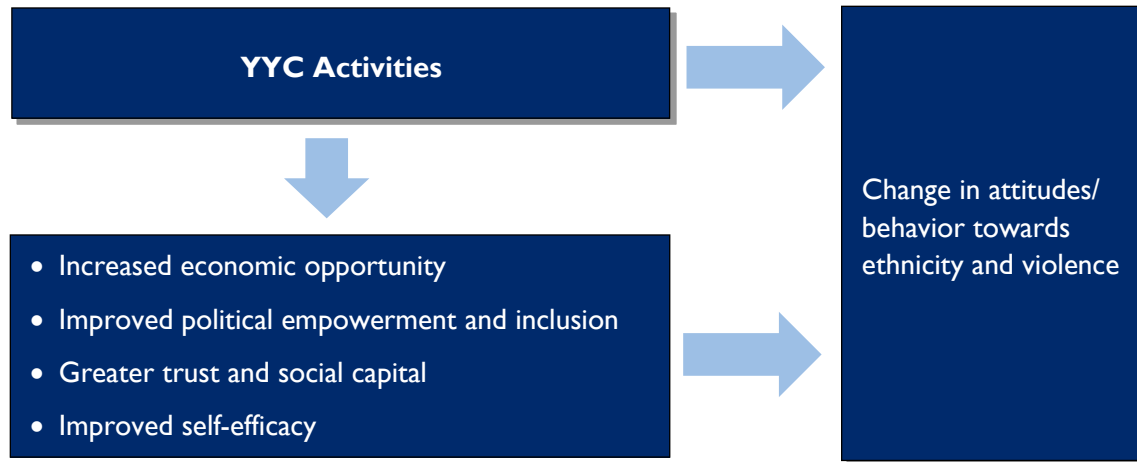 YYC Activities
• Increased economic opportunity
• Improved political empowerment and inclusion
• Greater trust and social capital
• Improved self-efficacy
Change in attitudes/
behavior towards
ethnicity and violence